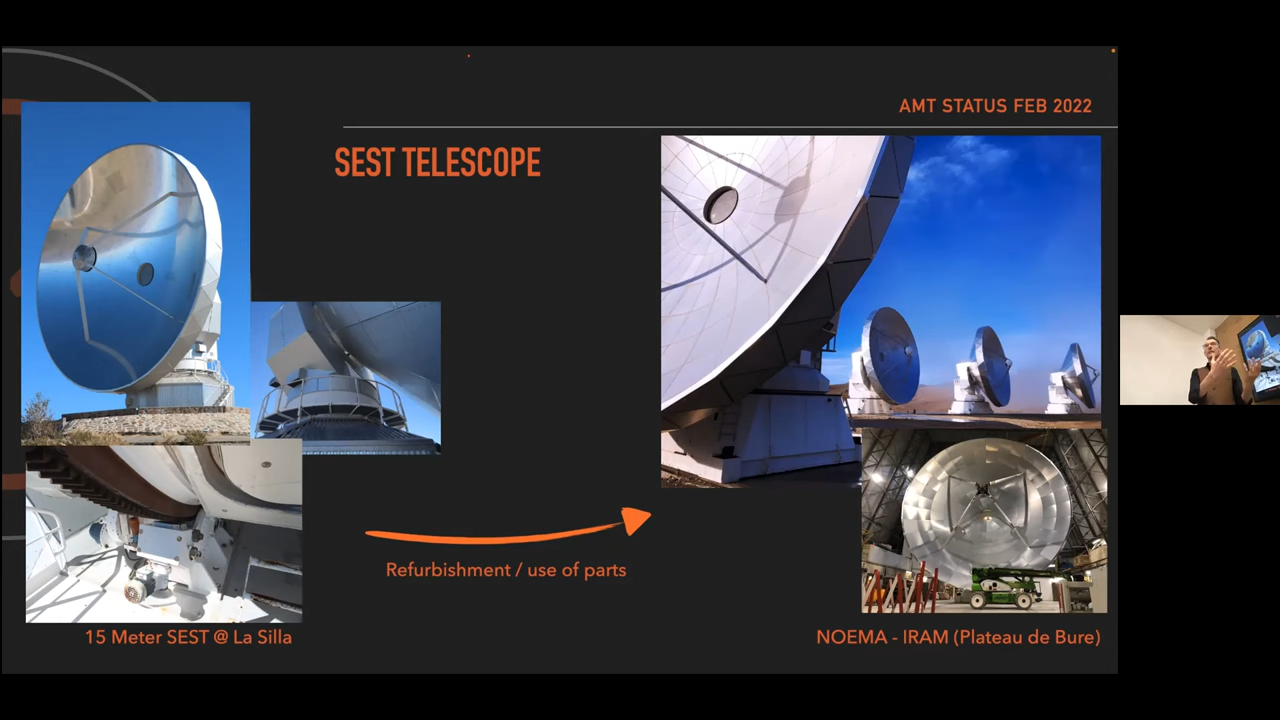 AMT STATUS FEB 2022
SEST TELESCOPE
Refurbishment / use of parts
15 Meter SEST @ La Silla
NOEMA - IRAM (Plateau de Bure)